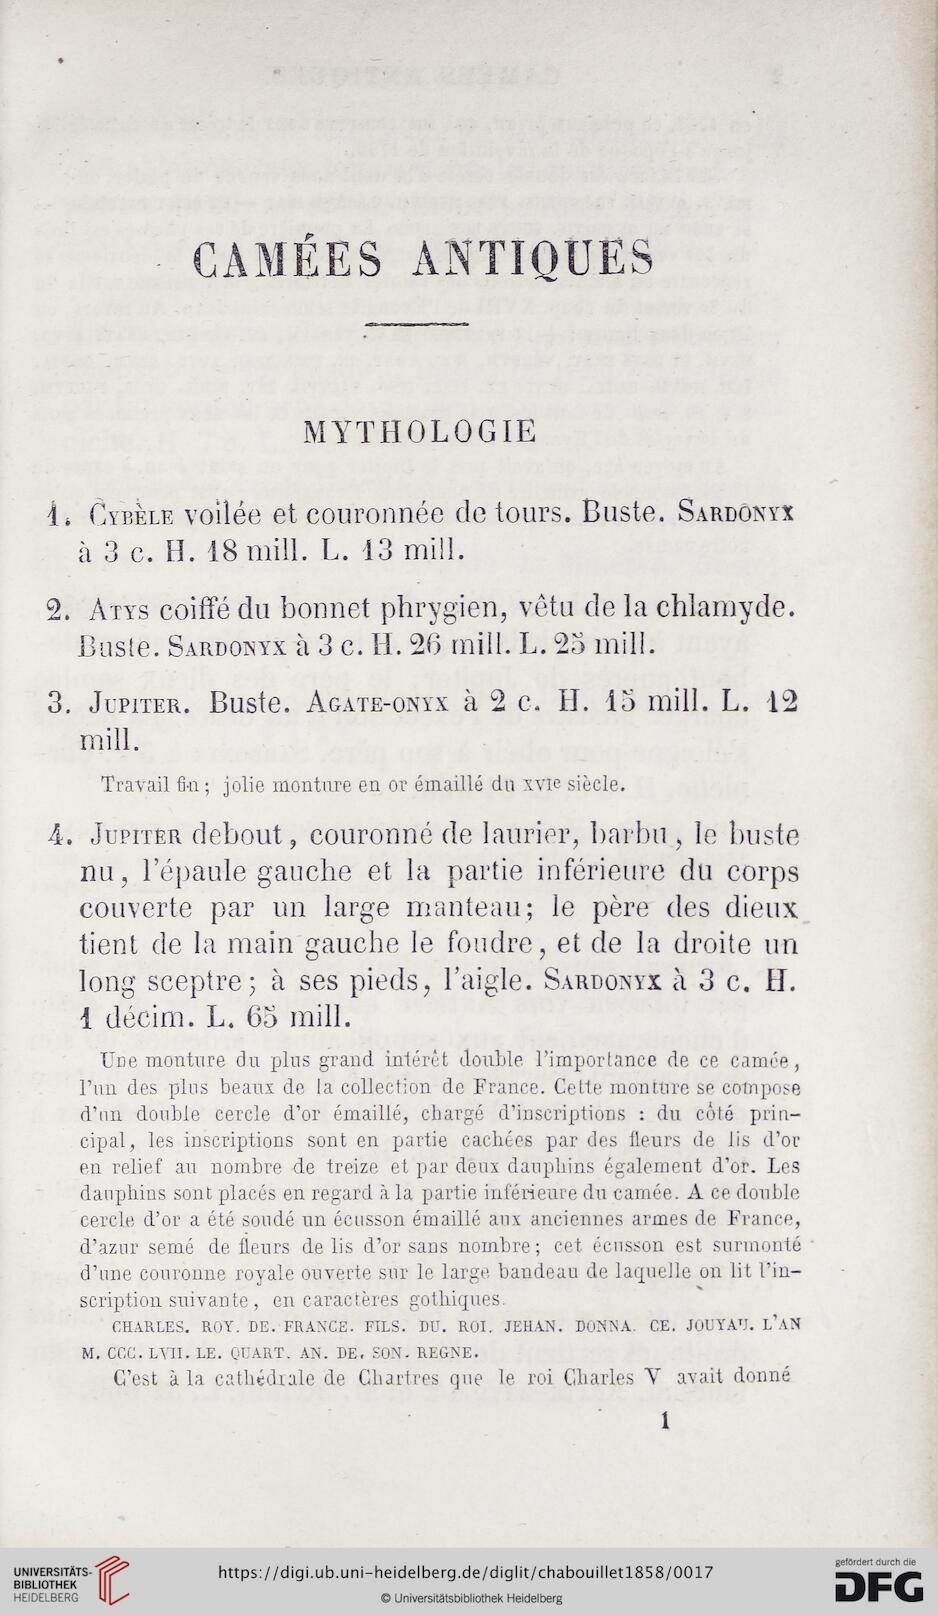 CAMÉES ANTIQUES
MYTHOLOGIE
1. Cybèle voilée et couronnée de tours. Buste. Sardonyx
à 3 c. H. 18 mill. L. 13 mill.
2. Atys coiffé du bonnet phrygien, vêtu de la chlamyde.
Buste. Sardonyx à 3 c. H. 26 mill. L. 25 mill.
3. Jupiter. Buste. Agate-onyx à 2 c. H. 15 mill. L. 12
mill.
Travail fin ; jolie monture en or émaillé du xvie siècle.
4. Jupiter debout, couronné de laurier, barbu, le buste
nu, l'épaule gauche et la partie inférieure du corps
couverte par un large manteau; le père des dieux
tient de la main gauche le foudre, et de la droite un
long sceptre; à ses pieds, l'aigle. Sardonyx à 3 c. H.
1 décim. L. 65 mill.
Une monture du plus grand intérêt double l'importance de ce camée,
l'un des plus beaux de la collection de France. Cette monture se compose
d'un double cercle d'or émaillé, chargé d'inscriptions : du côté prin-
cipal, les inscriptions sont en partie cachées par des fleurs de lis d'or
en relief au nombre de treize et par deux dauphins également d'or. Les
dauphins sont placés en regard à la partie inférieure du camée. A ce double
cercle d'or a été soudé un écusson émaillé aux anciennes armes de France,
d'azur semé de fleurs de lis d'or sans nombre; cet écusson est surmonté
d'une couronne royale ouverte sur le large bandeau de laquelle on lit l'in-
scription suivante, en caractères gothiques.
CHARLES. ROY. DE. FRANCE. FILS. DU. ROI. JEHAN. DONNA. CE. JOUYAU. L'AN
M. CCC. LVII. LE. QUART. AN. DE. SON. REGNE.
C'est à la cathédrale de Chartres que le roi Charles V avait donné
1
UNIVERSITÄTS-
BIBLIOTHEK
HEIDELBERG
https://digi.ub.uni-heidelberg.de/diglit/chabouillet1858/0017
© Universitätsbibliothek Heidelberg
gefördert durch die
DFG